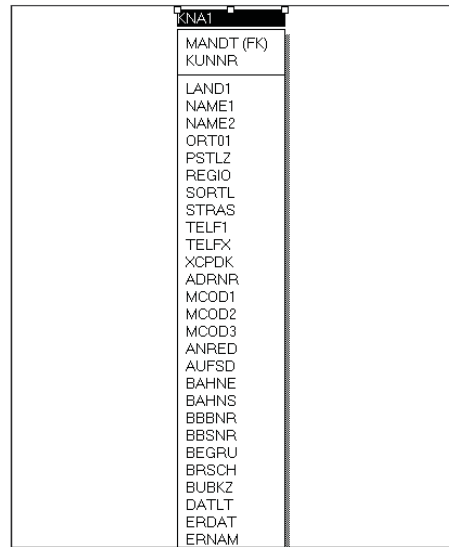 KNA1
MANDT (FK)
KUNNR
LAND1
NAME1
NAME2
ORT01
PSTLZ
REGIO
SORTL
STRAS
TELF1
TELFX
XCPDK
ADRNR
MCOD1
MCOD2
MCOD3
ANRED
AUFSD
BAHNE
BAHNS
BBBNR
BBSNR
BEGRU
BRSCH
BUBKZ
DATLT
ERDAT
ERNAM